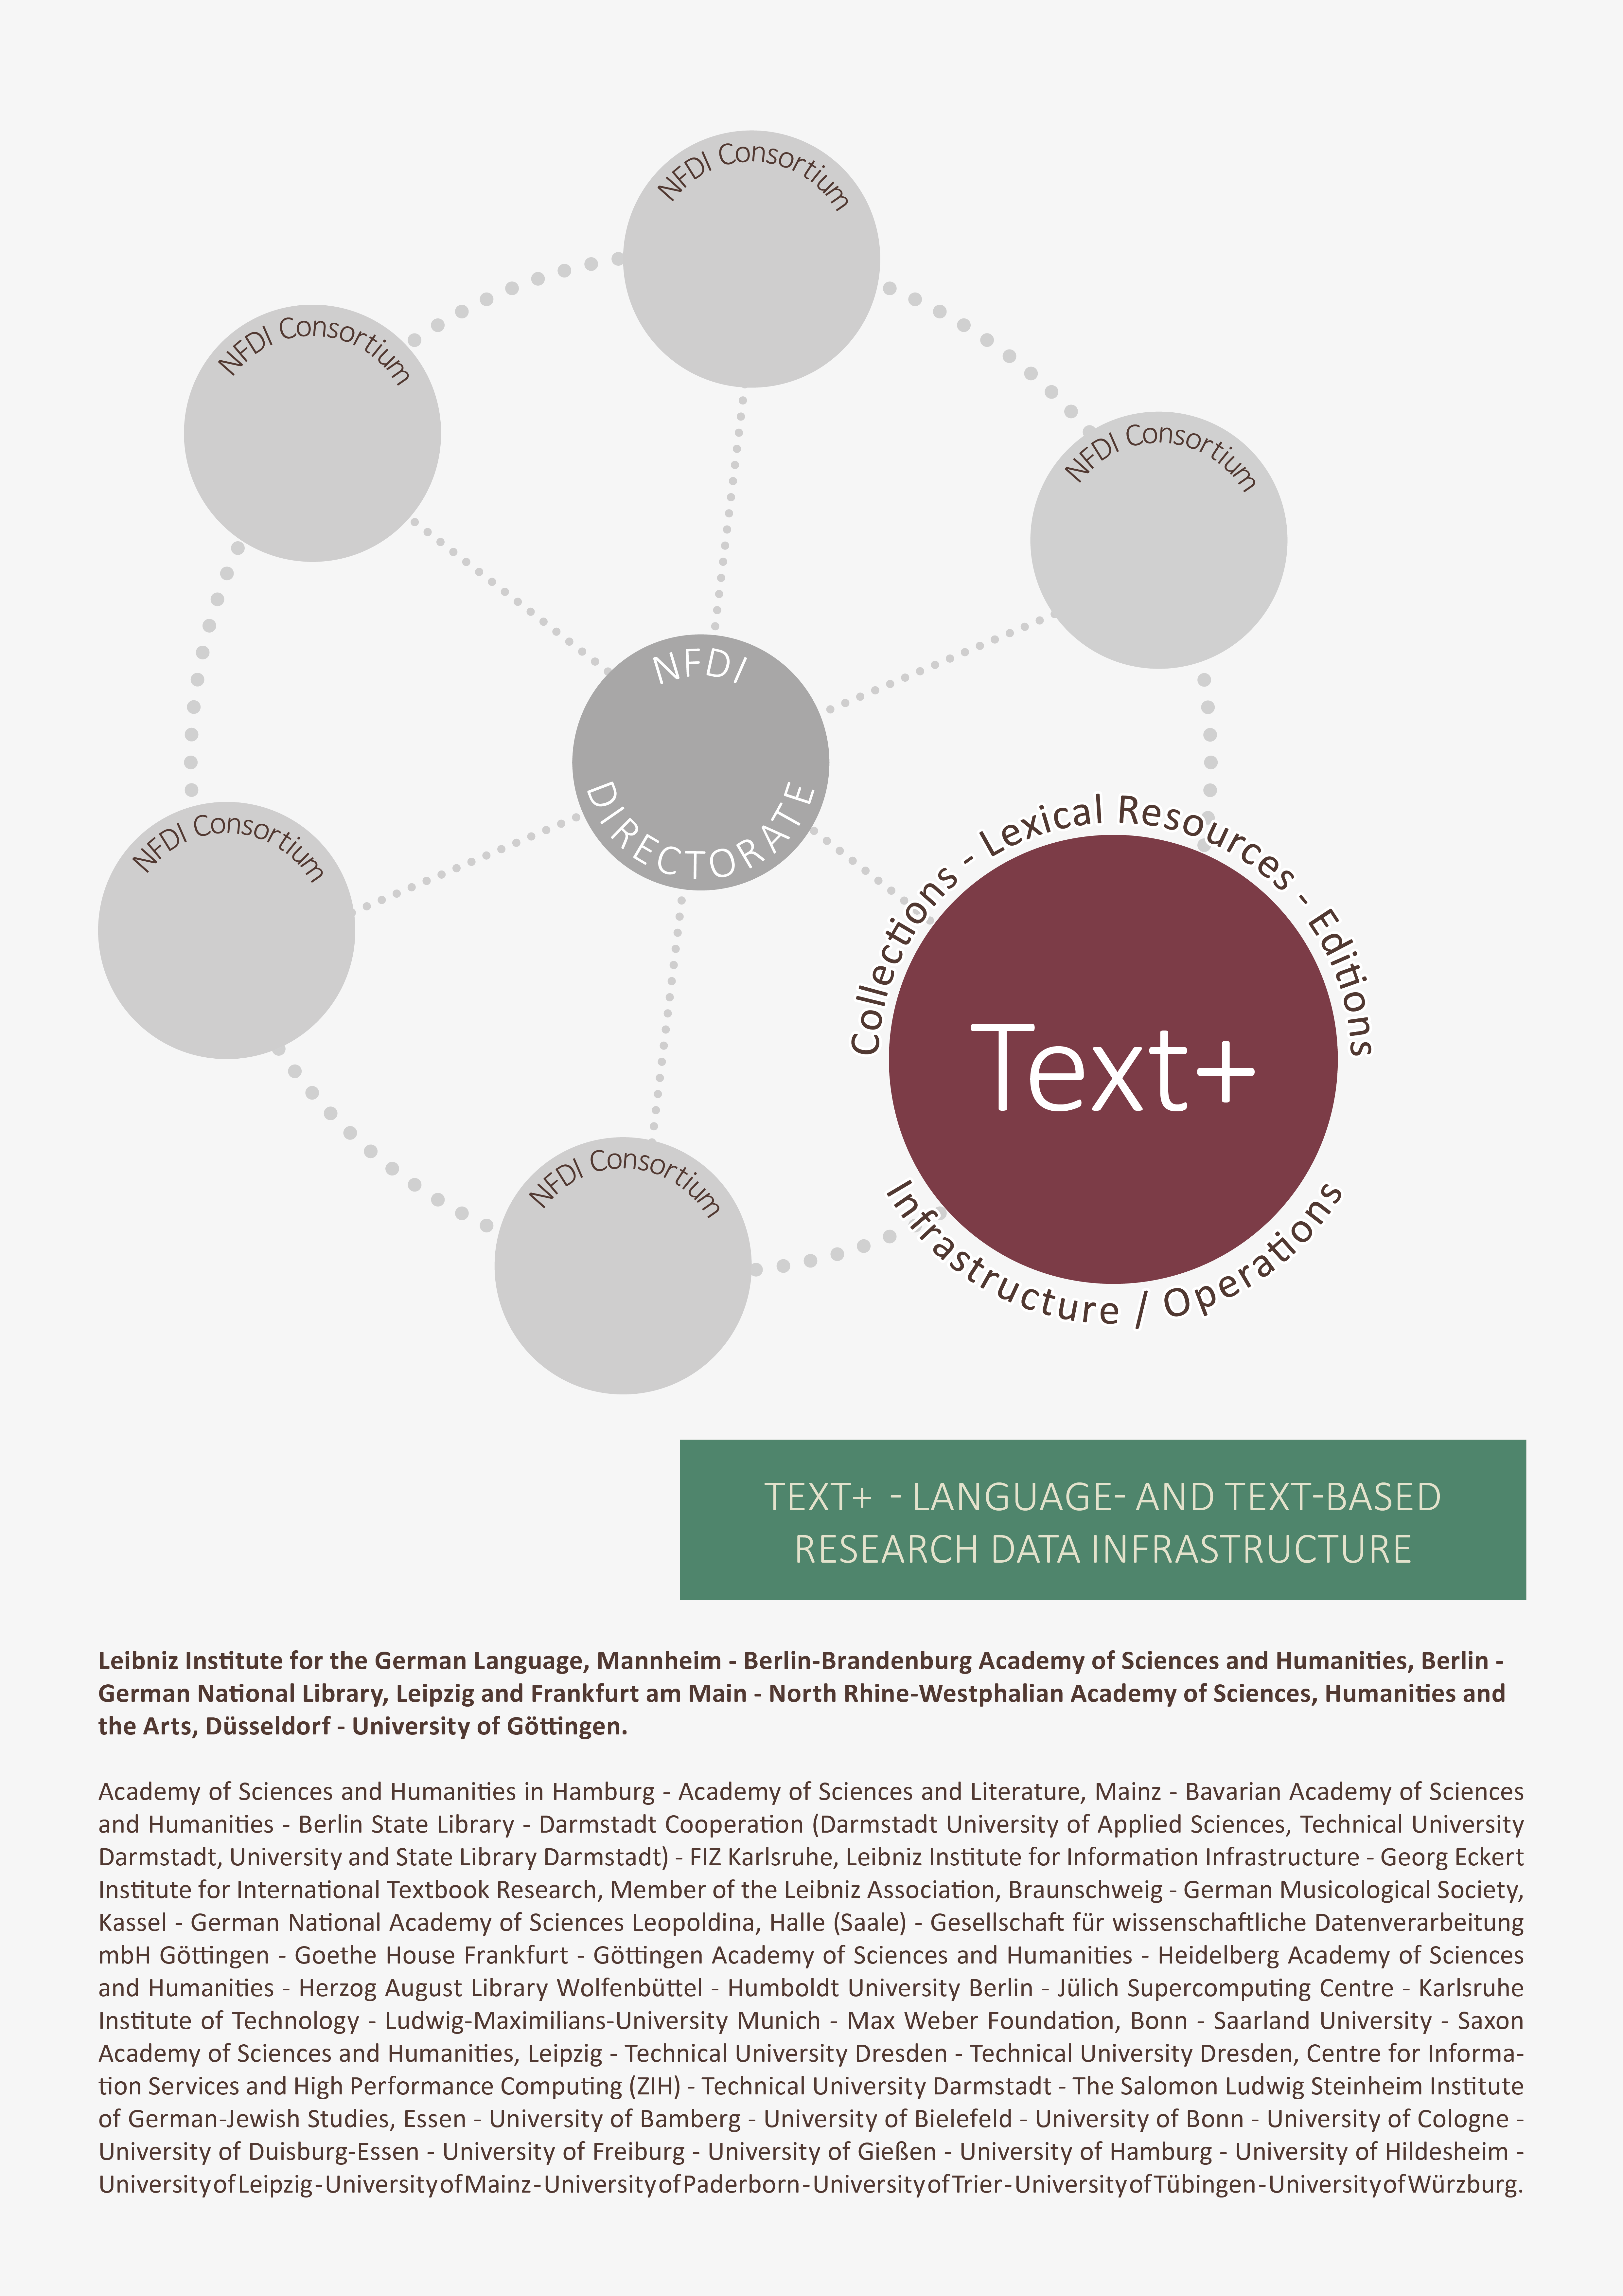 NFDI Consortium
NFDI Consortium
NFDI Consortium
NFDI
DIRECTORATE
Collections - Lexical Resources - Editions
NFDI Consortium
Text+
NFDI Consortium
Infrastructure / Operations
TEXT+ - LANGUAGE- AND TEXT-BASED
RESEARCH DATA INFRASTRUCTURE
Leibniz Institute for the German Language, Mannheim - Berlin-Brandenburg Academy of Sciences and Humanities, Berlin -
German National Library, Leipzig and Frankfurt am Main - North Rhine-Westphalian Academy of Sciences, Humanities and
the Arts, Düsseldorf - University of Göttingen.
Academy of Sciences and Humanities in Hamburg - Academy of Sciences and Literature, Mainz - Bavarian Academy of Sciences
and Humanities - Berlin State Library - Darmstadt Cooperation (Darmstadt University of Applied Sciences, Technical University
Darmstadt, University and State Library Darmstadt) - FIZ Karlsruhe, Leibniz Institute for Information Infrastructure - Georg Eckert
Institute for International Textbook Research, Member of the Leibniz Association, Braunschweig - German Musicological Society,
Kassel - German National Academy of Sciences Leopoldina, Halle (Saale) - Gesellschaft für wissenschaftliche Datenverarbeitung
mbH Göttingen - Goethe House Frankfurt - Göttingen Academy of Sciences and Humanities - Heidelberg Academy of Sciences
and Humanities - Herzog August Library Wolfenbüttel - Humboldt University Berlin - Jülich Supercomputing Centre - Karlsruhe
Institute of Technology - Ludwig-Maximilians-University Munich - Max Weber Foundation, Bonn - Saarland University - Saxon
Academy of Sciences and Humanities, Leipzig - Technical University Dresden - Technical University Dresden, Centre for Informa-
tion Services and High Performance Computing (ZIH) - Technical University Darmstadt - The Salomon Ludwig Steinheim Institute
of German-Jewish Studies, Essen - University of Bamberg - University of Bielefeld - University of Bonn - University of Cologne -
University of Duisburg-Essen - University of Freiburg - University of Gießen - University of Hamburg - University of Hildesheim -
University of Leipzig - University of Mainz - University of Paderborn - University of Trier - University of Tübingen - University of Würzburg.